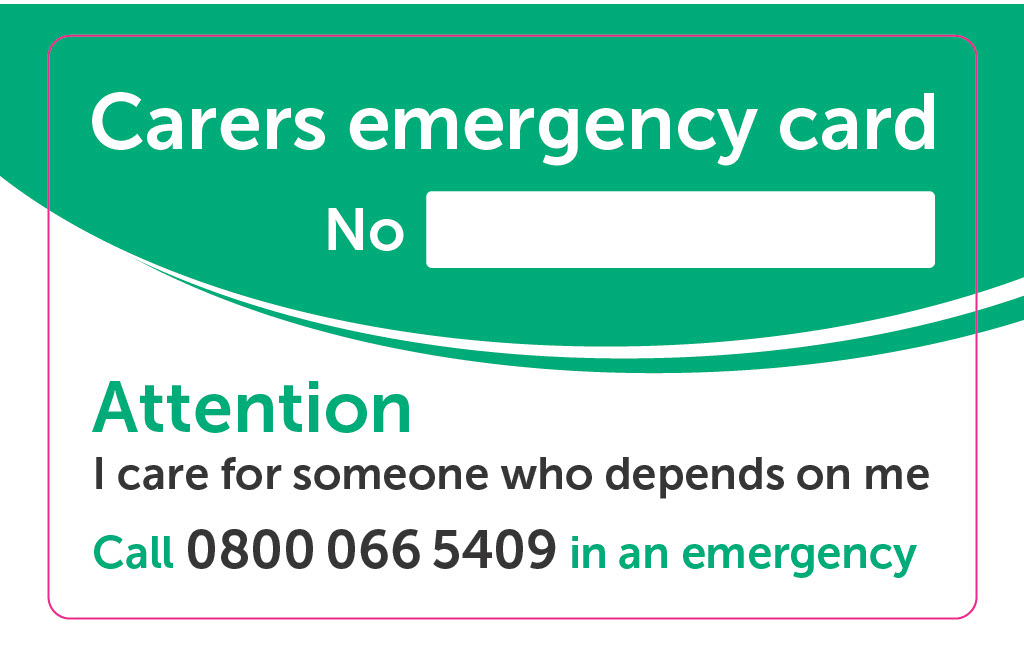 Carers emergency card
No
Attention
I care for someone who depends on me
Call 0800 066 5409 in an emergency